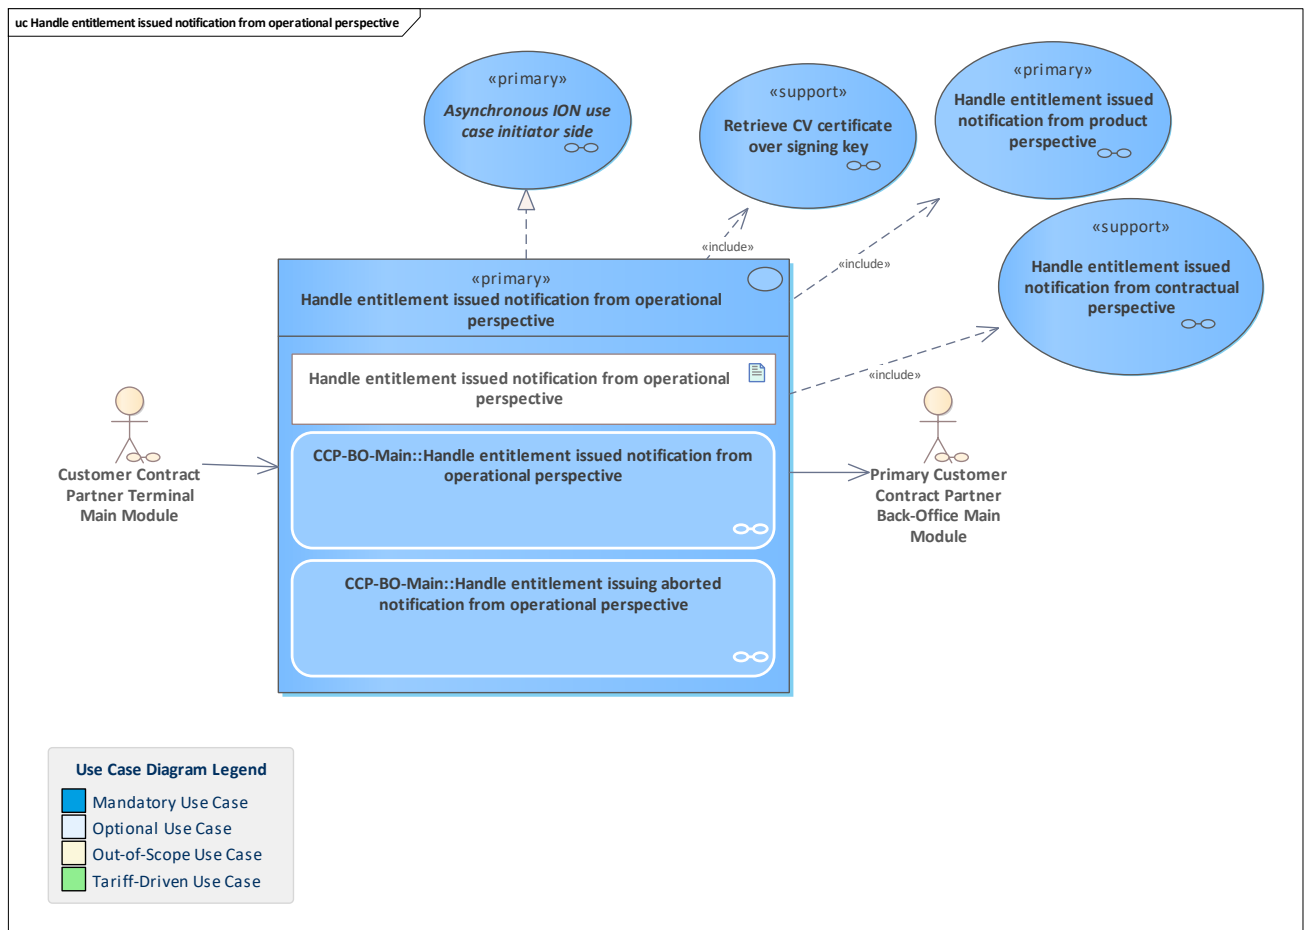 uc Handle entitlement issued notification from operational perspective
«primary»
Asynchronous ION use
case initiator side
«support»
Retrieve CV certificate
over signing key
«primary»
Handle entitlement issued
notification from product
perspective
«support»
Handle entitlement issued
notification from contractual
perspective
«include»
«include»
«include»
«primary»
Handle entitlement issued notification from operational
perspective
Handle entitlement issued notification from operational
perspective
CCP-BO-Main::Handle entitlement issued notification from
operational perspective
CCP-BO-Main::Handle entitlement issuing aborted
notification from operational perspective
Customer Contract
Partner Terminal
Main Module
Primary Customer
Contract Partner
Back-Office Main
Module
Use Case Diagram Legend
Mandatory Use Case
Optional Use Case
Out-of-Scope Use Case
Tariff-Driven Use Case